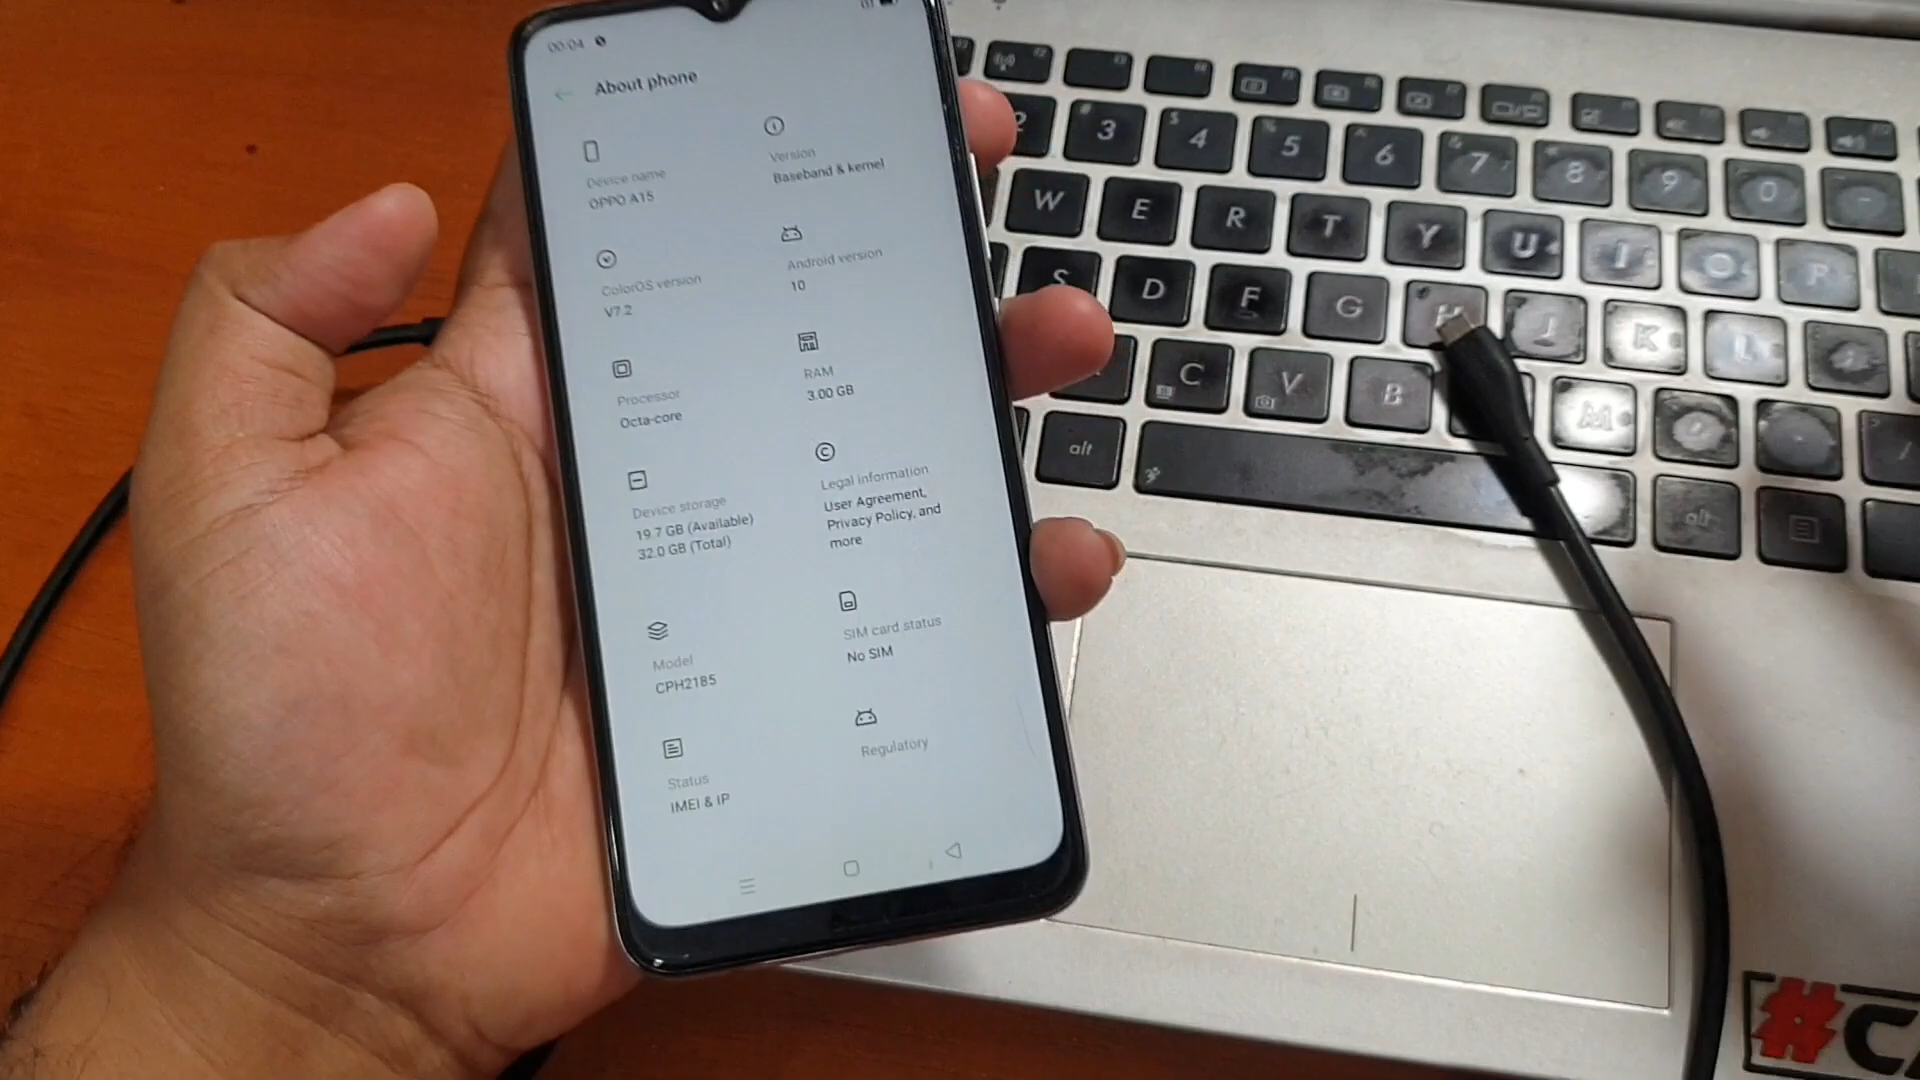 00:04
About phone
Device name
OPPO A15
Version
Baseband & kernel
ColorOS version
V7.2
Android version
10
Processor
Octa-core
RAM
3.00 GB
Device storage
19.7 GB (Available)
32.0 GB (Total)
Legal information
User Agreement,
Privacy Policy, and
more
Model
CPH2185
SIM card status
No SIM
Status
IMEI & IP
Regulatory
2 3 4 5 6 7 8 9 0 -
W E R T Y U I O P
S D F G H J K L
C V B M
alt alt
#CA